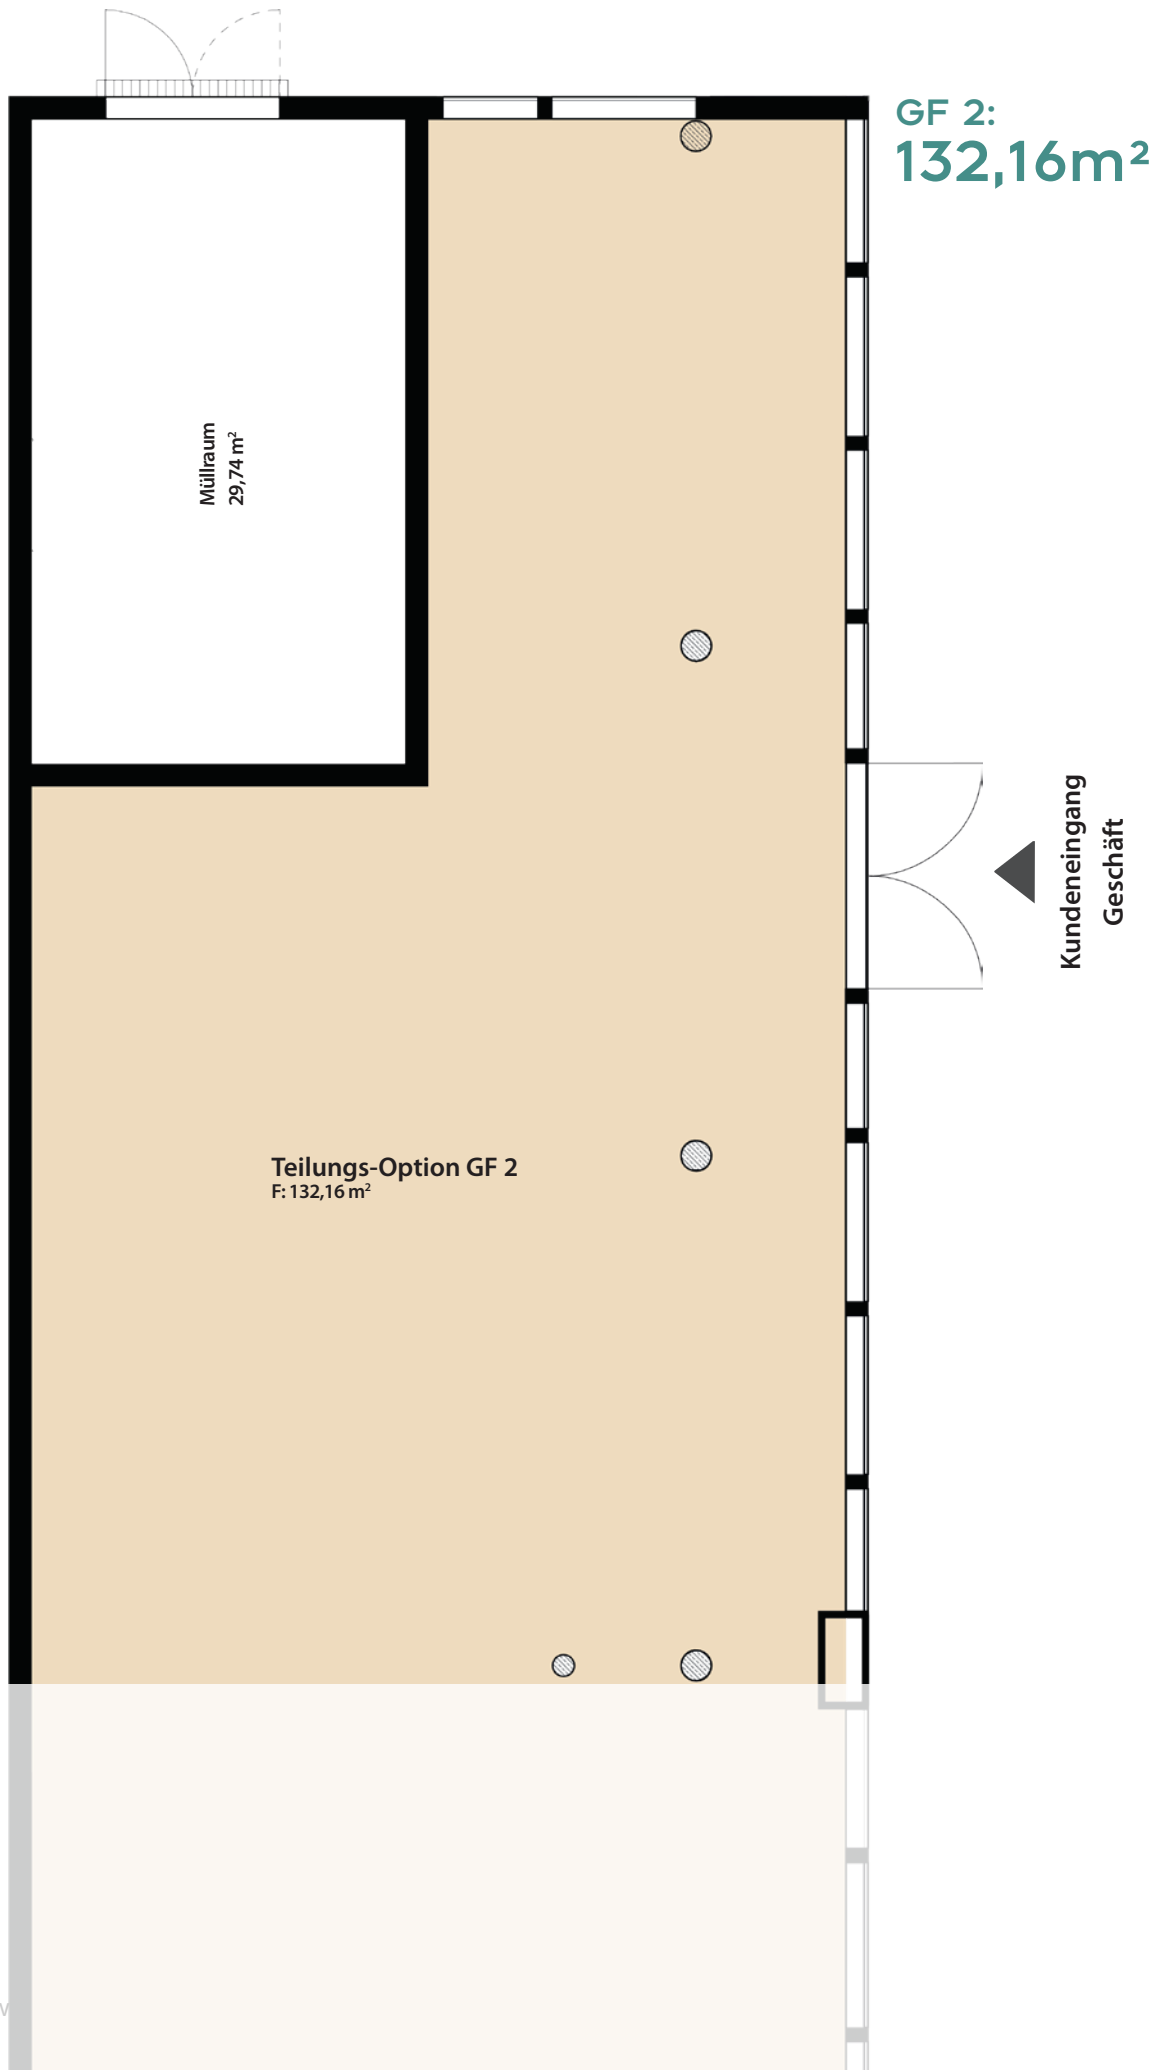 GF 2:
132,16m²
Müllraum
29,74 m²
Kundeneingang
Geschäft
Teilungs-Option GF 2
F: 132,16 m²